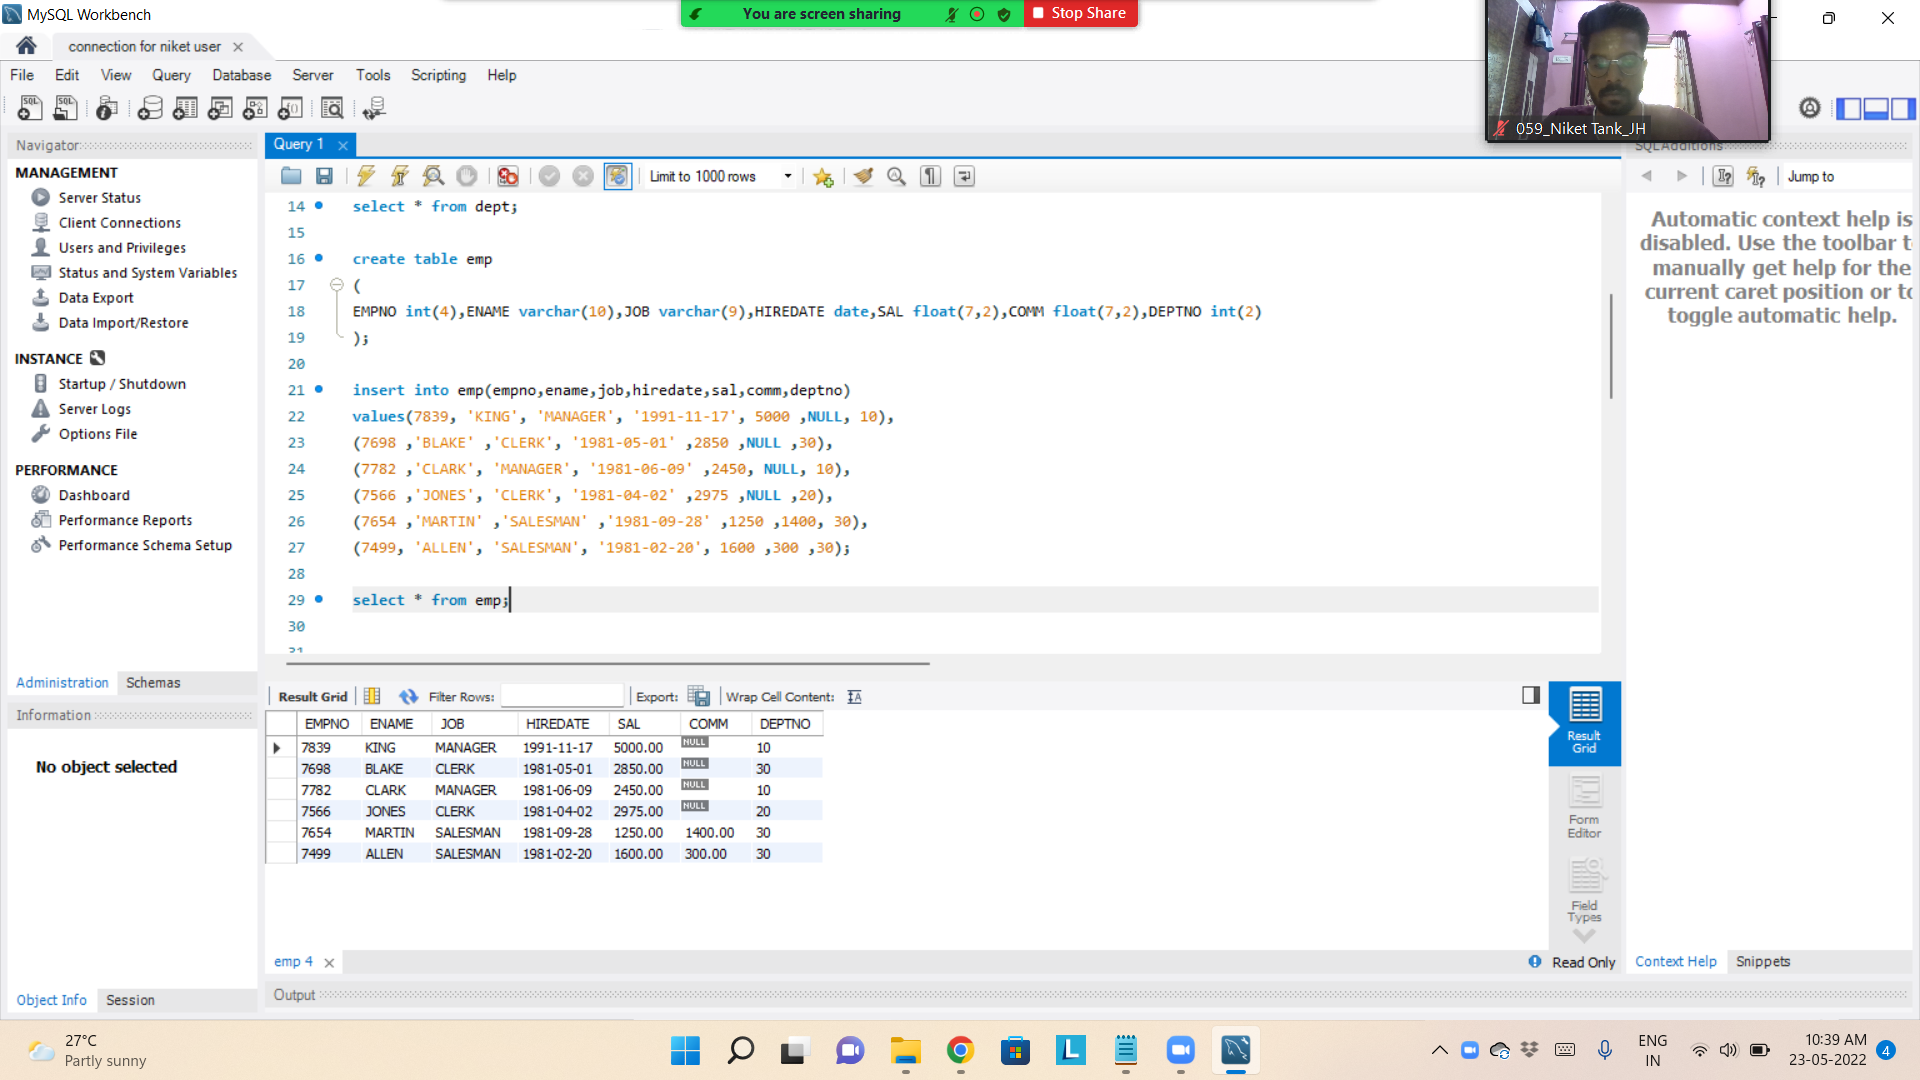 MySQL Workbench
You are screen sharing
Stop Share
connection for niket user
File Edit View Query Database Server Tools Scripting Help
059_Niket Tank_JH
Navigator
Query 1
SQLAdditions
MANAGEMENT
Server Status
Client Connections
Users and Privileges
Status and System Variables
Data Export
Data Import/Restore
INSTANCE
Startup / Shutdown
Server Logs
Options File
PERFORMANCE
Dashboard
Performance Reports
Performance Schema Setup
Administration Schemas
Information
No object selected
Object Info Session
Limit to 1000 rows
14 select * from dept;
15
16 create table emp
17 (
18 EMPNO int(4),ENAME varchar(10),JOB varchar(9),HIREDATE date,SAL float(7,2),COMM float(7,2),DEPTNO int(2)
19 );
20
21 insert into emp(empno,ename,job,hiredate,sal,comm,deptno)
22 values(7839, 'KING', 'MANAGER', '1991-11-17', 5000 ,NULL, 10),
23 (7698 ,'BLAKE' ,'CLERK', '1981-05-01' ,2850 ,NULL ,30),
24 (7782 ,'CLARK', 'MANAGER', '1981-06-09' ,2450, NULL, 10),
25 (7566 ,'JONES', 'CLERK', '1981-04-02' ,2975 ,NULL ,20),
26 (7654 ,'MARTIN' ,'SALESMAN' ,'1981-09-28' ,1250 ,1400, 30),
27 (7499, 'ALLEN', 'SALESMAN', '1981-02-20', 1600 ,300 ,30);
28
29 select * from emp;
30
31
Result Grid Filter Rows: Export: Wrap Cell Content:
EMPNO ENAME JOB HIREDATE SAL COMM DEPTNO
7839 KING MANAGER 1991-11-17 5000.00 NULL 10
7698 BLAKE CLERK 1981-05-01 2850.00 NULL 30
7782 CLARK MANAGER 1981-06-09 2450.00 NULL 10
7566 JONES CLERK 1981-04-02 2975.00 NULL 20
7654 MARTIN SALESMAN 1981-09-28 1250.00 1400.00 30
7499 ALLEN SALESMAN 1981-02-20 1600.00 300.00 30
Result
Grid
Form
Editor
Field
Types
emp 4
Read Only
Output
Jump to
Automatic context help is
disabled. Use the toolbar t
manually get help for the
current caret position or to
toggle automatic help.
Context Help Snippets
27°C
Partly sunny
ENG
IN
10:39 AM
23-05-2022
4